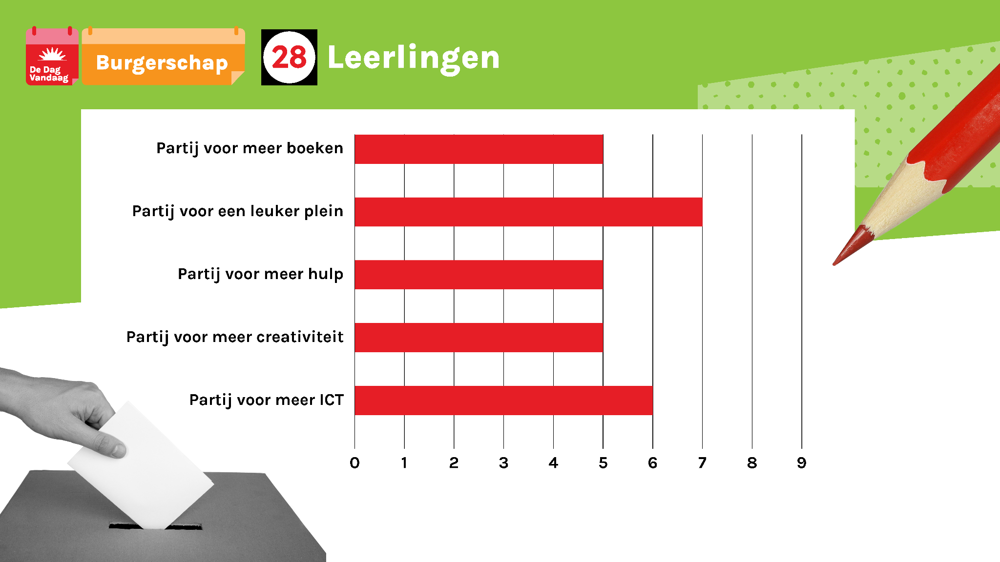 De Dag
Vandaag
Burgerschap
28
Leerlingen
Partij voor meer boeken
Partij voor een leuker plein
Partij voor meer hulp
Partij voor meer creativiteit
Partij voor meer ICT
0 1 2 3 4 5 6 7 8 9